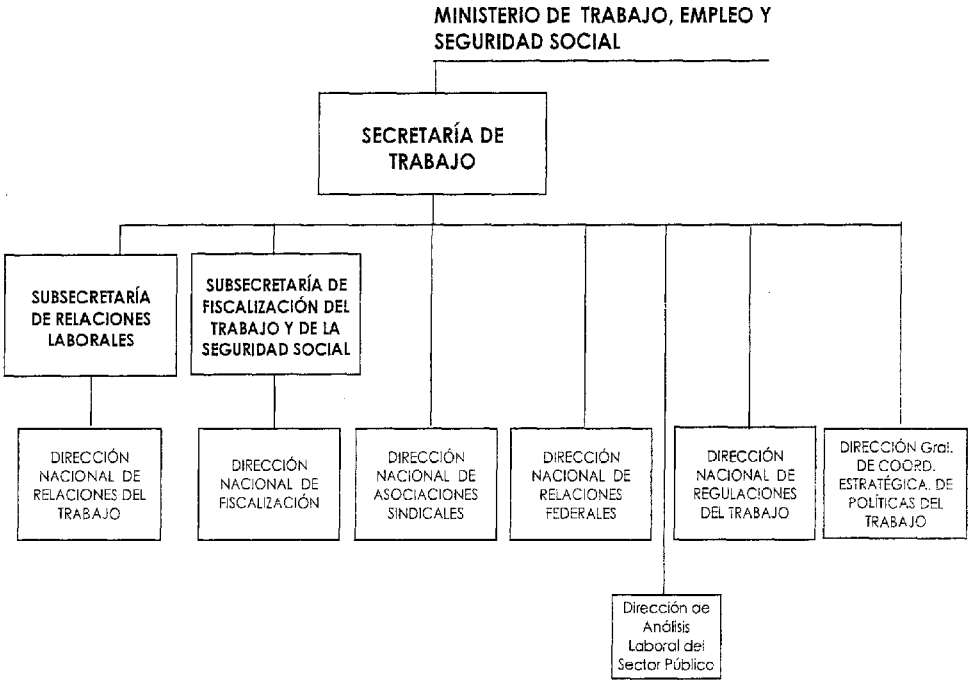 MINISTERIO DE TRABAJO, EMPLEO Y
SEGURIDAD SOCIAL
SECRETARÍA DE
TRABAJO
SUBSECRETARÍA
DE RELACIONES
LABORALES
SUBSECRETARÍA DE
FISCALIZACIÓN DEL
TRABAJO Y DE LA
SEGURIDAD SOCIAL
DIRECCIÓN
NACIONAL DE
RELACIONES DEL
TRABAJO
DIRECCIÓN
NACIONAL DE
FISCALIZACIÓN
DIRECCIÓN
NACIONAL DE
ASOCIACIONES
SINDICALES
DIRECCIÓN
NACIONAL DE
RELACIONES
FEDERALES
DIRECCIÓN
NACIONAL DE
REGULACIONES
DEL TRABAJO
DIRECCIÓN Gral.
DE COORD.
ESTRATÉGICA. DE
POLÍTICAS DEL
TRABAJO
Dirección de
Análisis
Laboral del
Sector Público